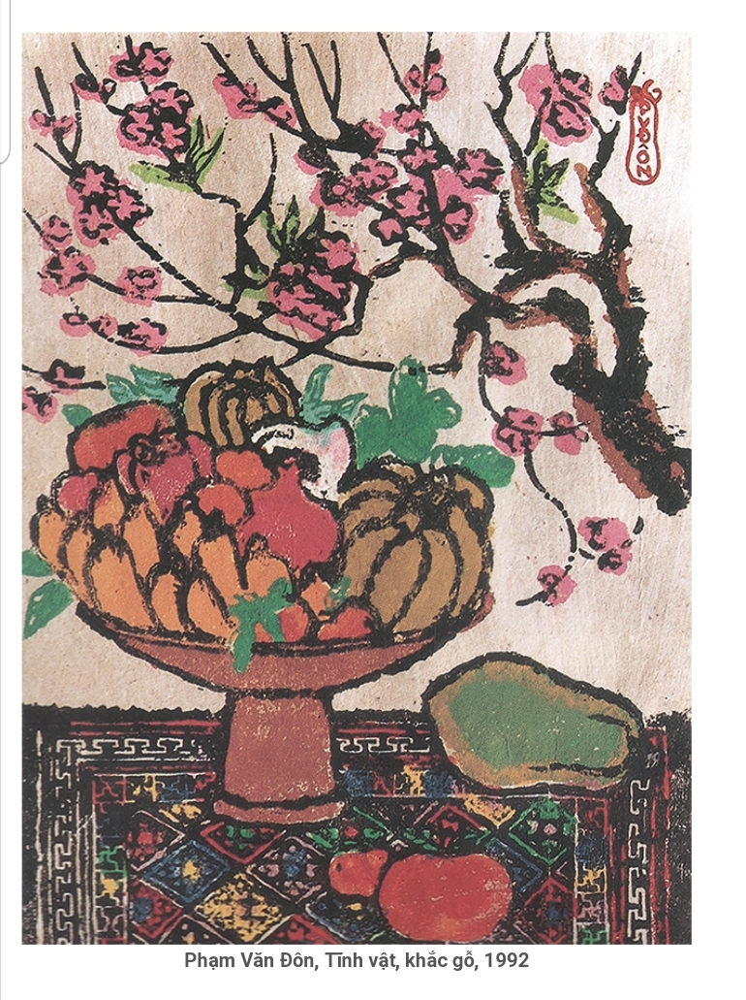 Phạm Văn Đôn, Tĩnh vật, khắc gỗ, 1992